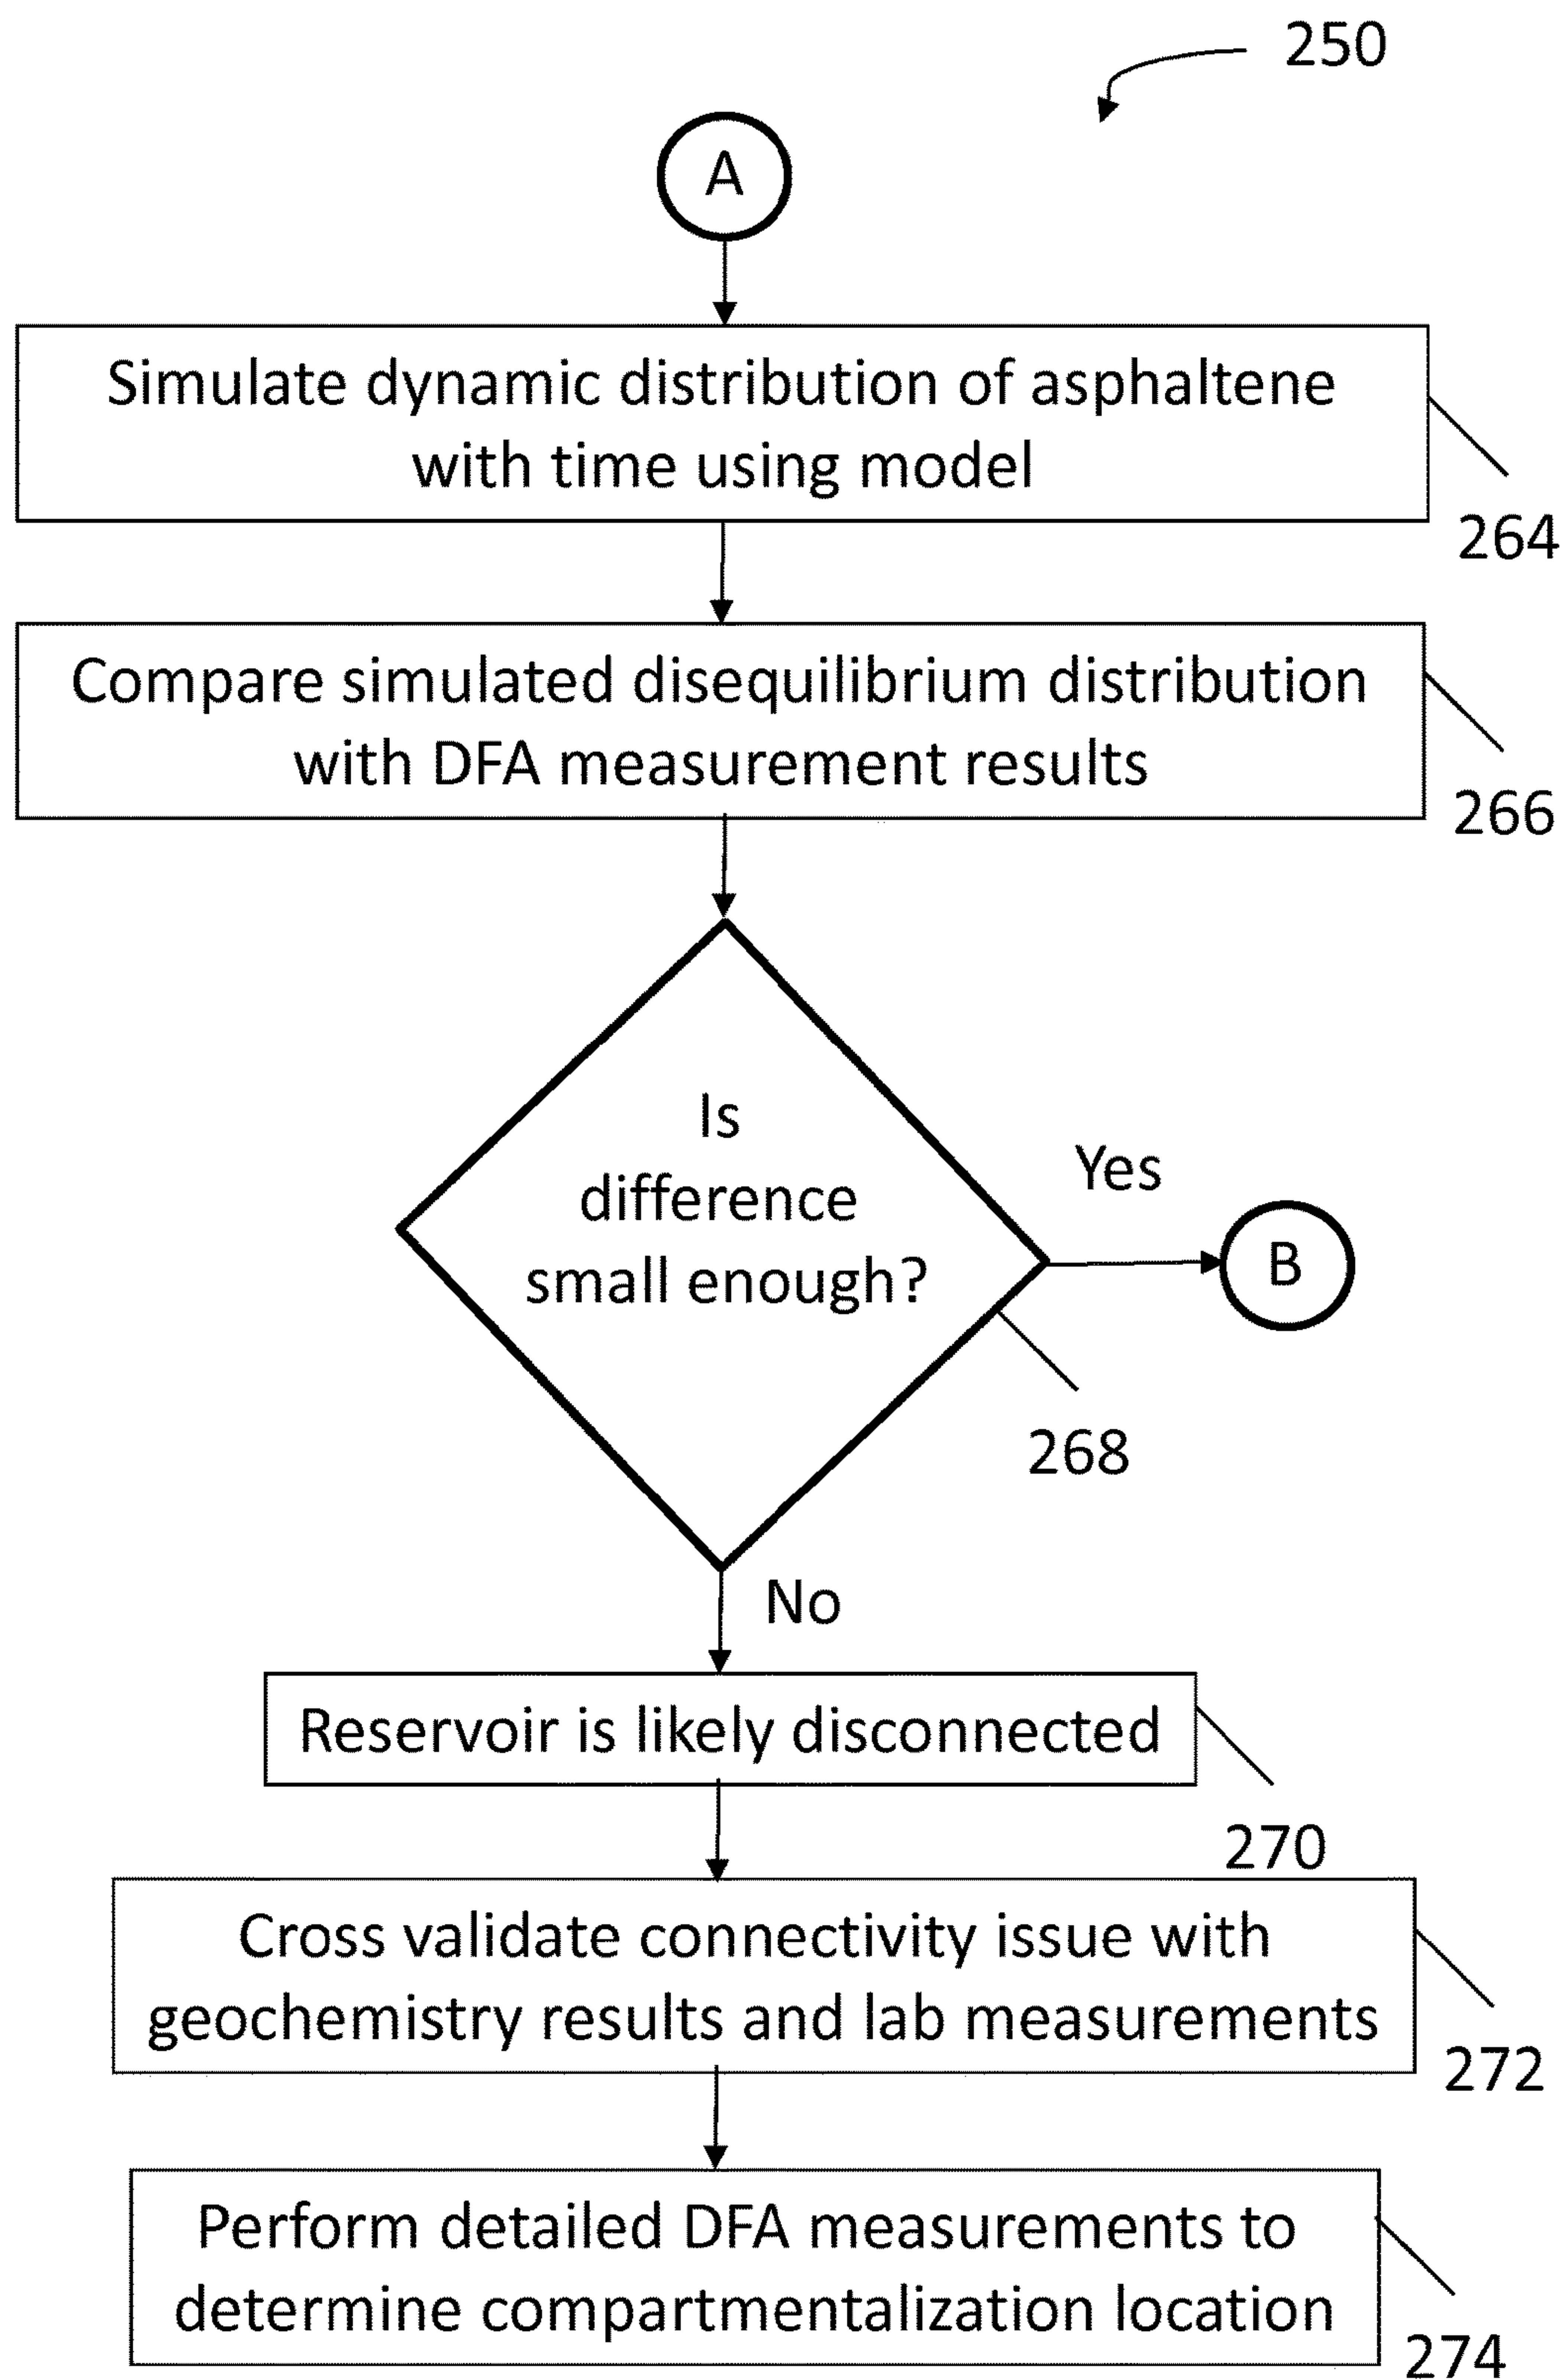 250
A
Simulate dynamic distribution of asphaltene
with time using model
264
Compare simulated disequilibrium distribution
with DFA measurement results
266
Is
difference
small enough?
Yes
B
268
No
Reservoir is likely disconnected
270
Cross validate connectivity issue with
geochemistry results and lab measurements
272
Perform detailed DFA measurements to
determine compartmentalization location
274